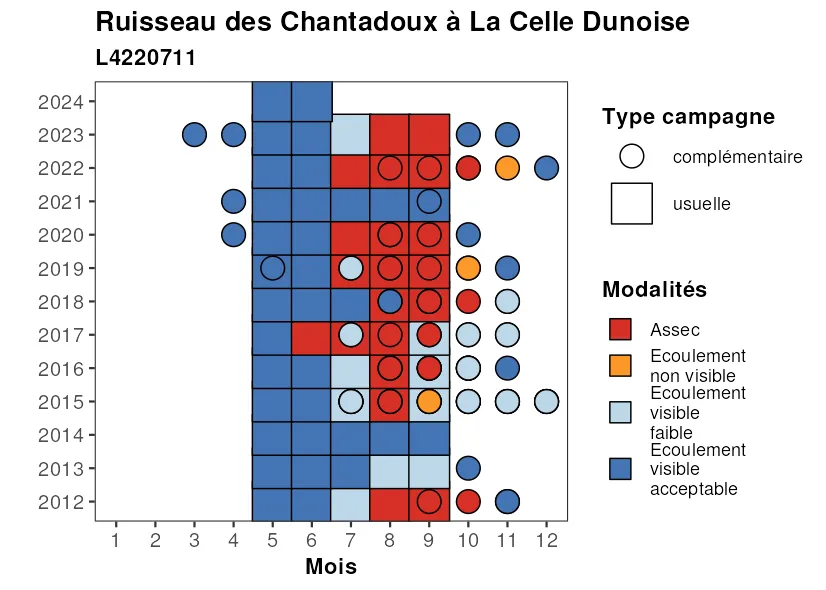 Ruisseau des Chantadoux à La Celle Dunoise
L4220711
2024
2023
2022
2021
2020
2019
2018
2017
2016
2015
2014
2013
2012
1 2 3 4 5 6 7 8 9 10 11 12
Mois
Type campagne
complémentaire
usuelle
Modalités
Assec
Ecoulement
non visible
Ecoulement
visible
faible
Ecoulement
visible
acceptable